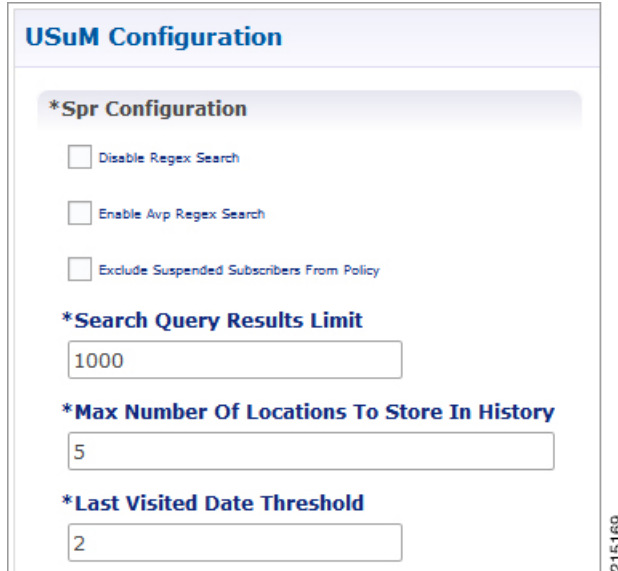 USuM Configuration
*Spr Configuration
Disable Regex Search
Enable Avp Regex Search
Exclude Suspended Subscribers From Policy
*Search Query Results Limit
1000
*Max Number Of Locations To Store In History
5
*Last Visited Date Threshold
2
215169